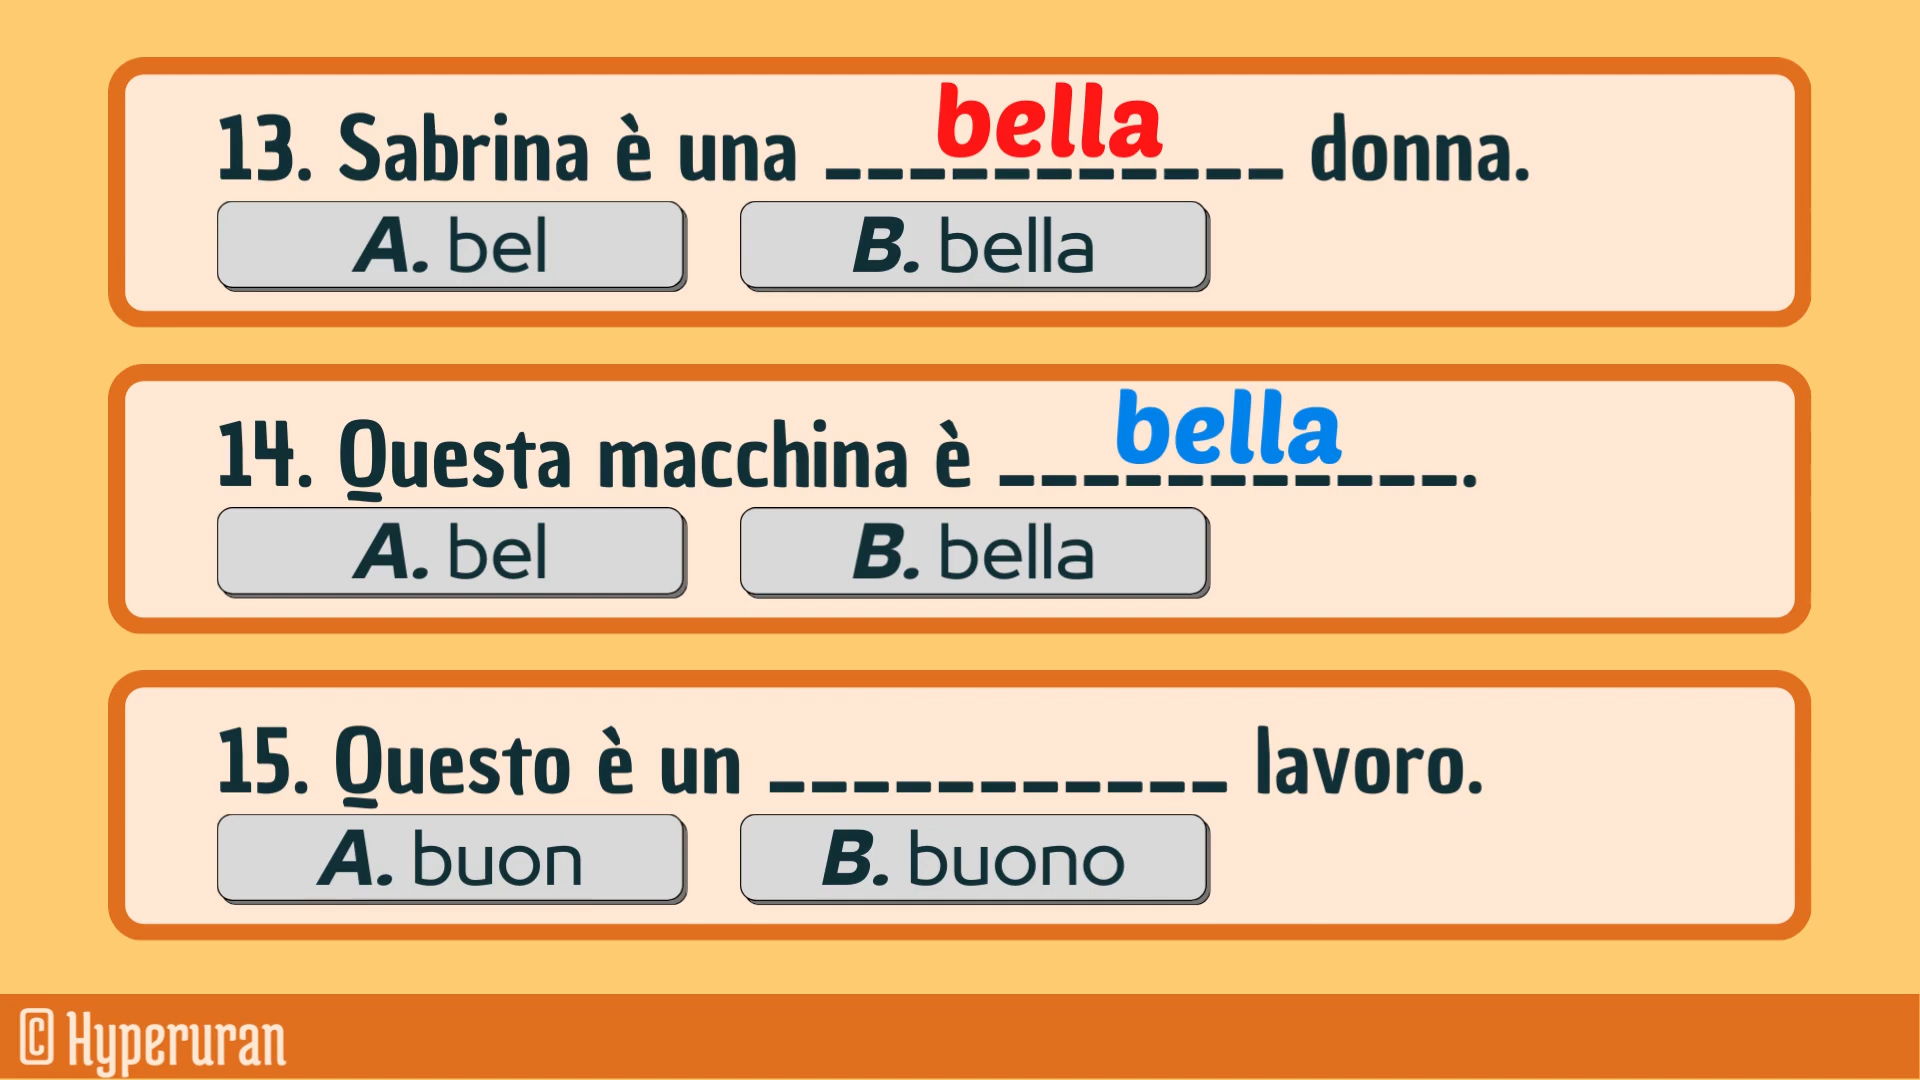 13. Sabrina è una bella donna.
A. bel
B. bella
14. Questa macchina è bella.
A. bel
B. bella
15. Questo è un ___________ lavoro.
A. buon
B. buono
© Hyperuran